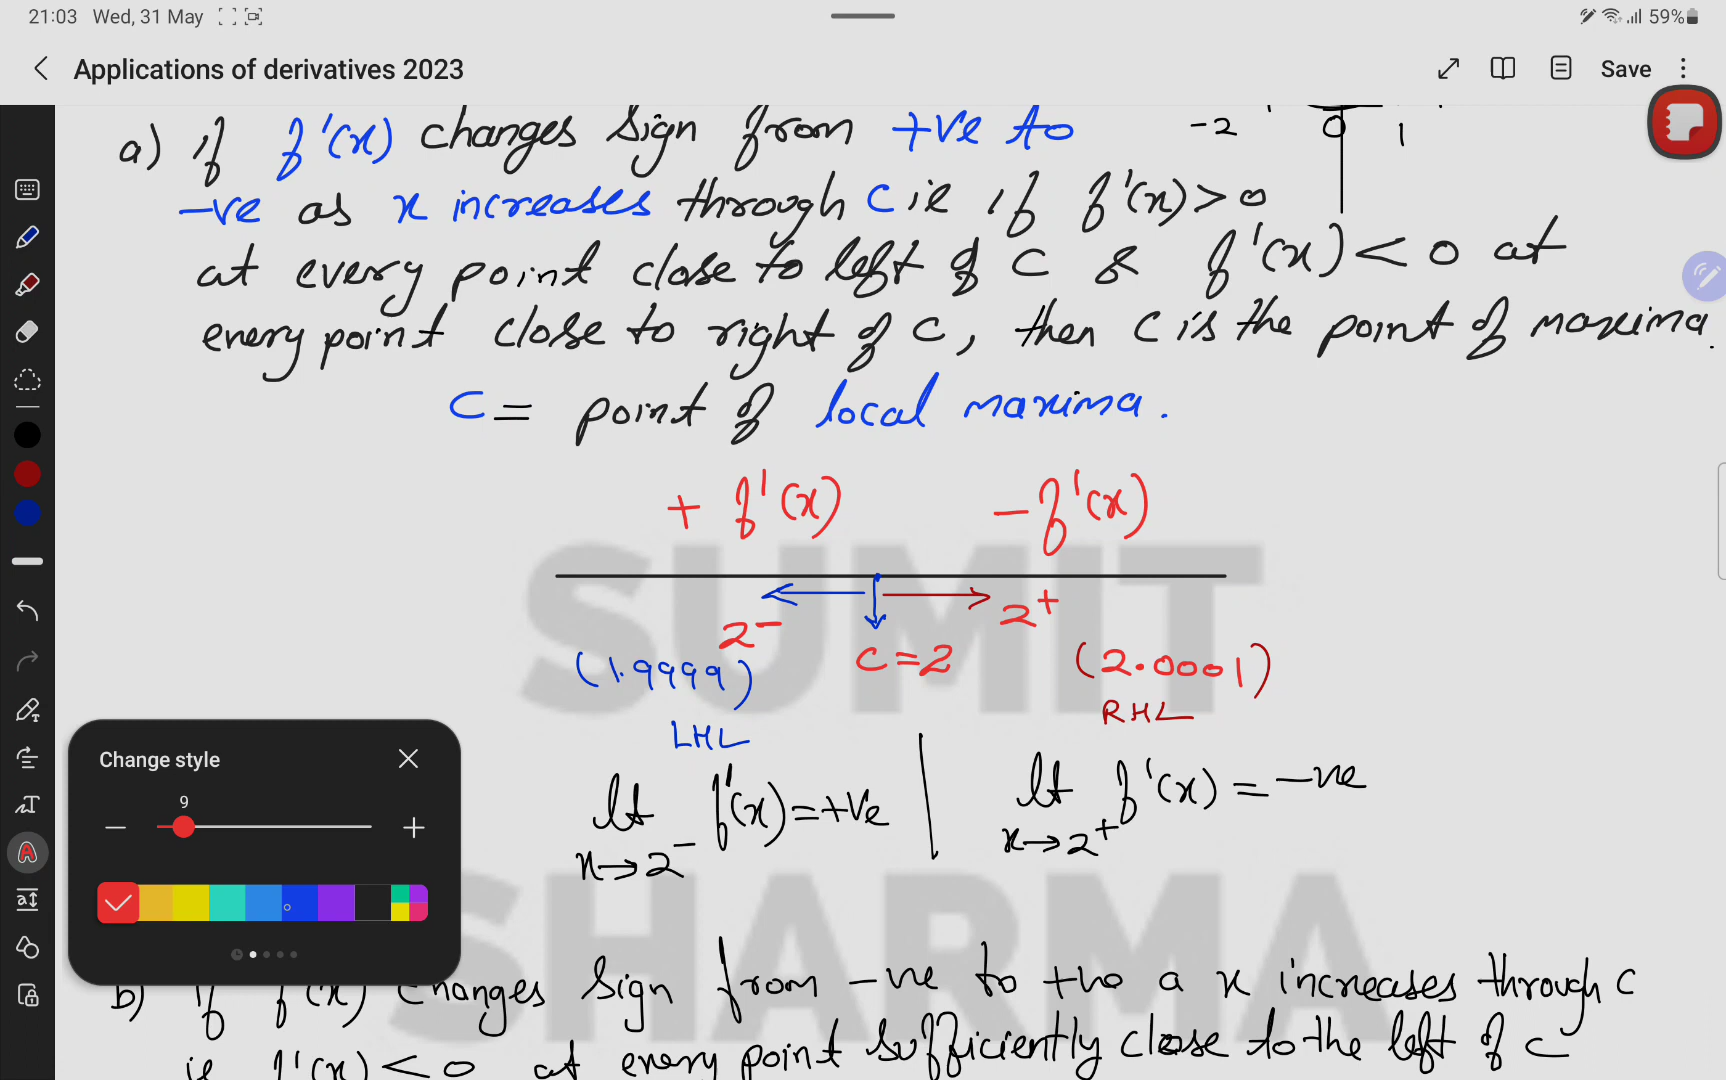 21:03 Wed, 31 May 59%
Applications of derivatives 2023 Save
a) if f'(x) changes sign from +ve to
-2 0 1
-ve as x increases through c ie if f'(x) > 0
at every point close to left of c & f'(x) < 0 at
every point close to right of c, then c is the point of maxima.
c = point of local maxima.
+ f'(x) - f'(x)
SUMIT
2⁻ c = 2 2⁺
(1.9999) (2.0001)
LHL RHL
lt f'(x) = +ve lt f'(x) = -ve
x→2⁻ x→2⁺
Change style
9
SHARMA
b) if f'(x) changes sign from -ve to +ve a x increases through c
ie f'(x) < 0 at every point sufficiently close to the left of c